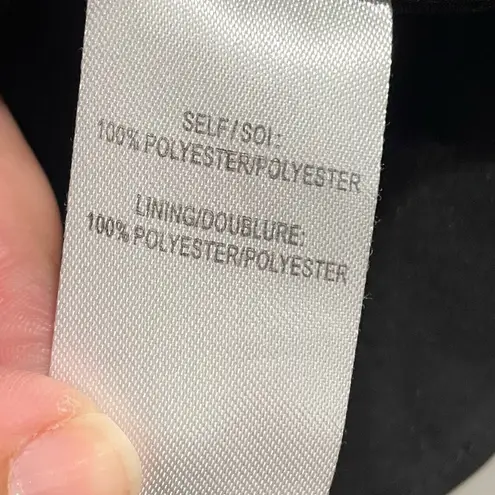 SELF/SOI:
100% POLYESTER/POLYESTER
LINING/DOUBLURE:
100% POLYESTER/POLYESTER